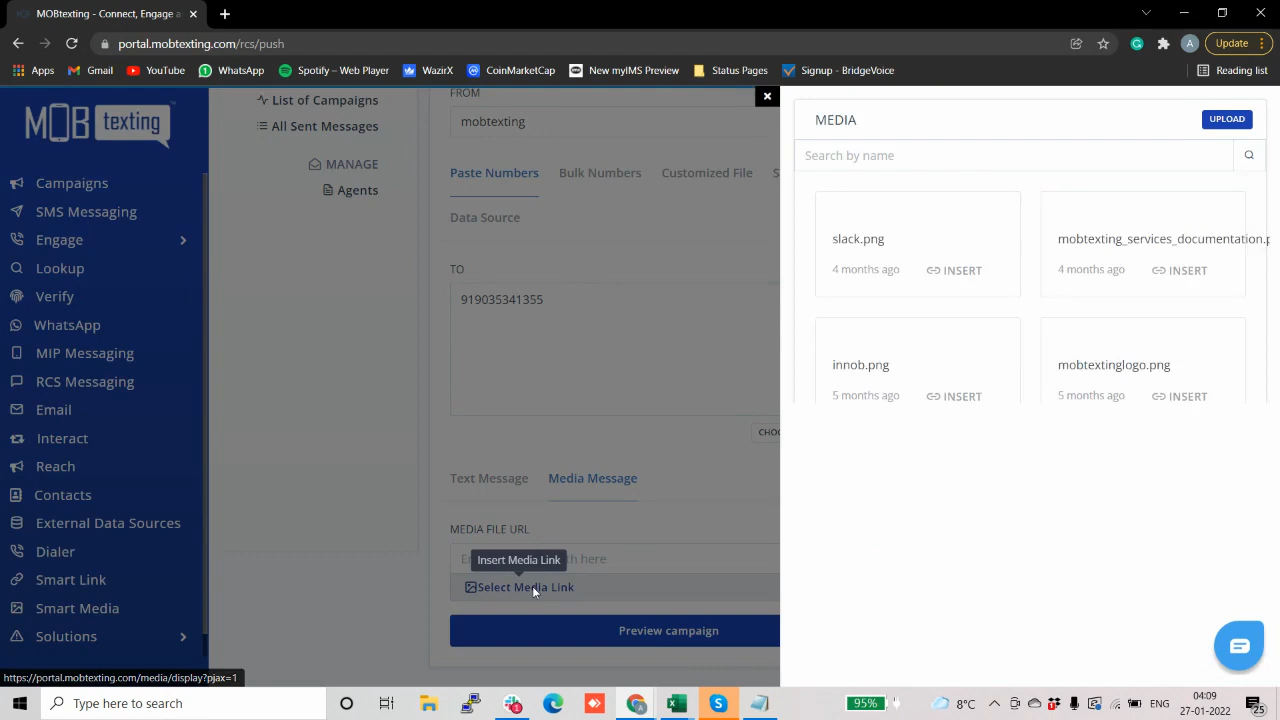 MOBtexting - Connect, Engage a
portal.mobtexting.com/rcs/push
A
Update
Apps
Gmail
YouTube
WhatsApp
Spotify – Web Player
WazirX
CoinMarketCap
New myIMS Preview
Status Pages
Signup - BridgeVoice
Reading list
MOB texting
Campaigns
SMS Messaging
Engage
Lookup
Verify
WhatsApp
MIP Messaging
RCS Messaging
Email
Interact
Reach
Contacts
External Data Sources
Dialer
Smart Link
Smart Media
Solutions
https://portal.mobtexting.com/media/display?pjax=1
List of Campaigns
All Sent Messages
MANAGE
Agents
FROM
mobtexting
Paste Numbers
Bulk Numbers
Customized File
S
Data Source
TO
919035341355
CHOO
Text Message
Media Message
MEDIA FILE URL
E
th here
Insert Media Link
Select Media Link
Preview campaign
MEDIA
UPLOAD
Search by name
slack.png
4 months ago
INSERT
mobtexting_services_documentation.p
4 months ago
INSERT
innob.png
5 months ago
INSERT
mobtextinglogo.png
5 months ago
INSERT
Type here to search
95%
8°C
ENG
04:09
27-01-2022
25